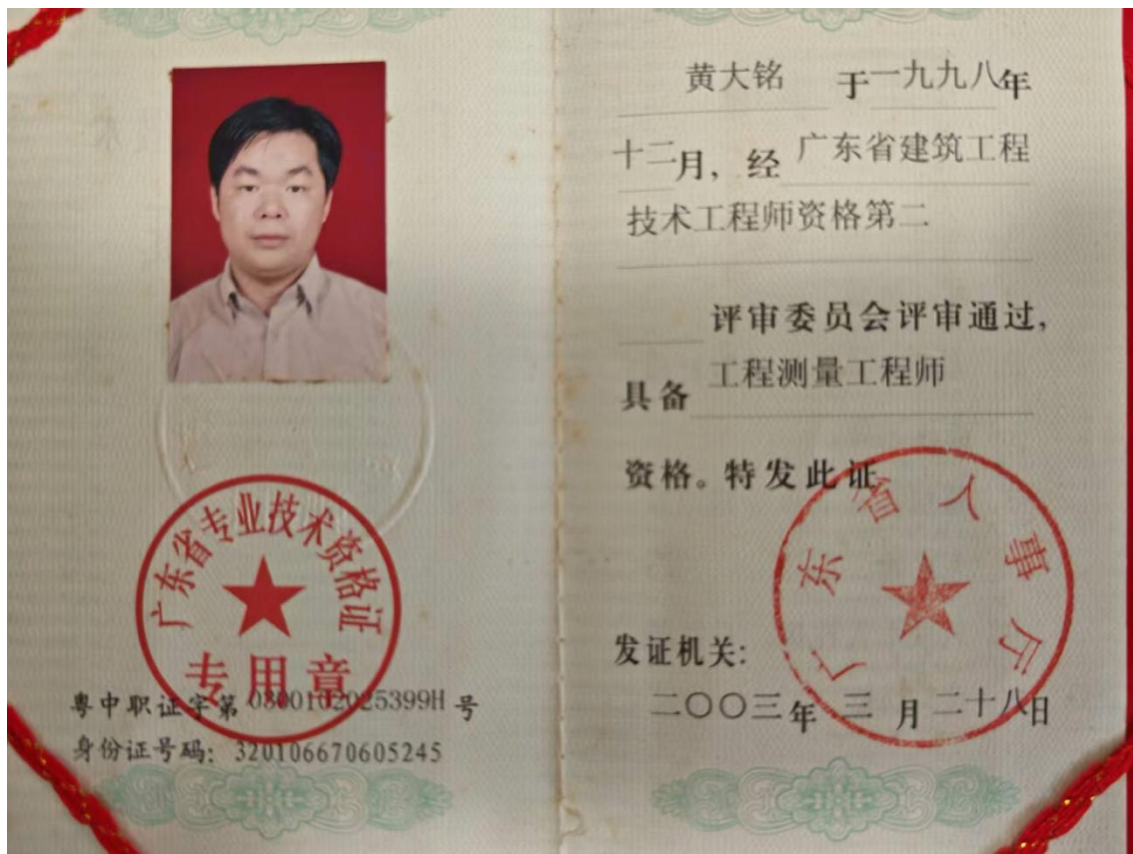 广东省专业技术资格证
专用章
粤中职证字第 0800102025399H 号
身份证号码: 320106670605245
黄大铭 于一九九八年
十二月, 经 广东省建筑工程
技术工程师资格第二
评审委员会评审通过,
具备 工程测量工程师
资格。特发此证
广东省人事厅
发证机关:
二〇〇三年 三 月 二十八日